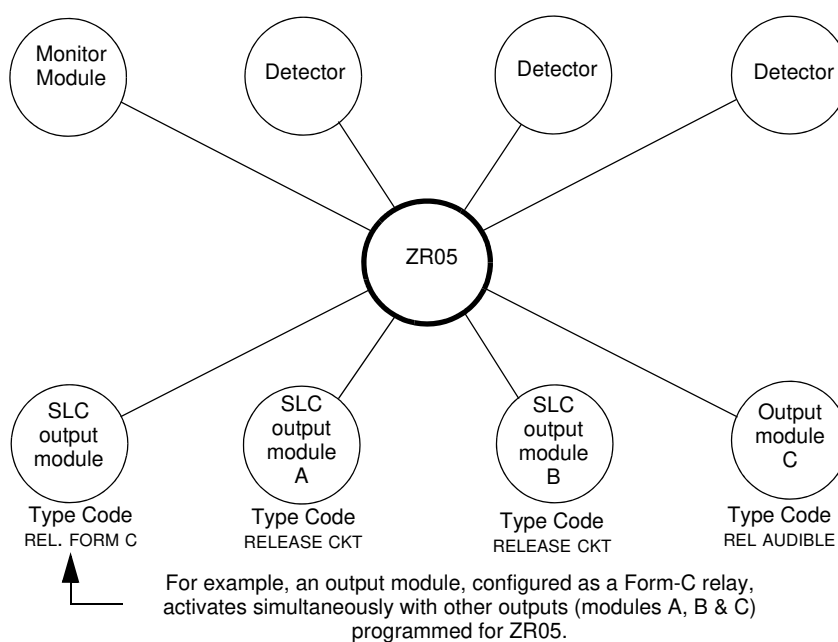 Monitor
Module
Detector
Detector
Detector
ZR05
SLC
output
module
SLC
output
module
A
SLC
output
module
B
Output
module
C
Type Code
REL. FORM C
Type Code
RELEASE CKT
Type Code
RELEASE CKT
Type Code
REL AUDIBLE
For example, an output module, configured as a Form-C relay,
activates simultaneously with other outputs (modules A, B & C)
programmed for ZR05.